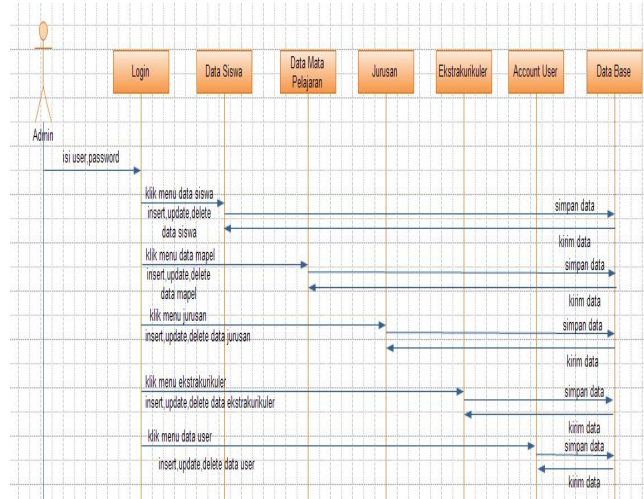 Login
Data Siswa
Data Mata
Pelajaran
Jurusan
Ekstrakurikuler
Account User
Data Base
Admin
isi user,password
klik menu data siswa
insert,update,delete
data siswa
simpan data
kirim data
klik menu data mapel
insert,update,delete
data mapel
simpan data
kirim data
klik menu jurusan
insert,update,delete data jurusan
simpan data
kirim data
klik menu ekstrakurikuler
insert,update,delete data ekstrakurikuler
simpan data
kirim data
klik menu data user
insert,update,delete data user
simpan data
kirim data